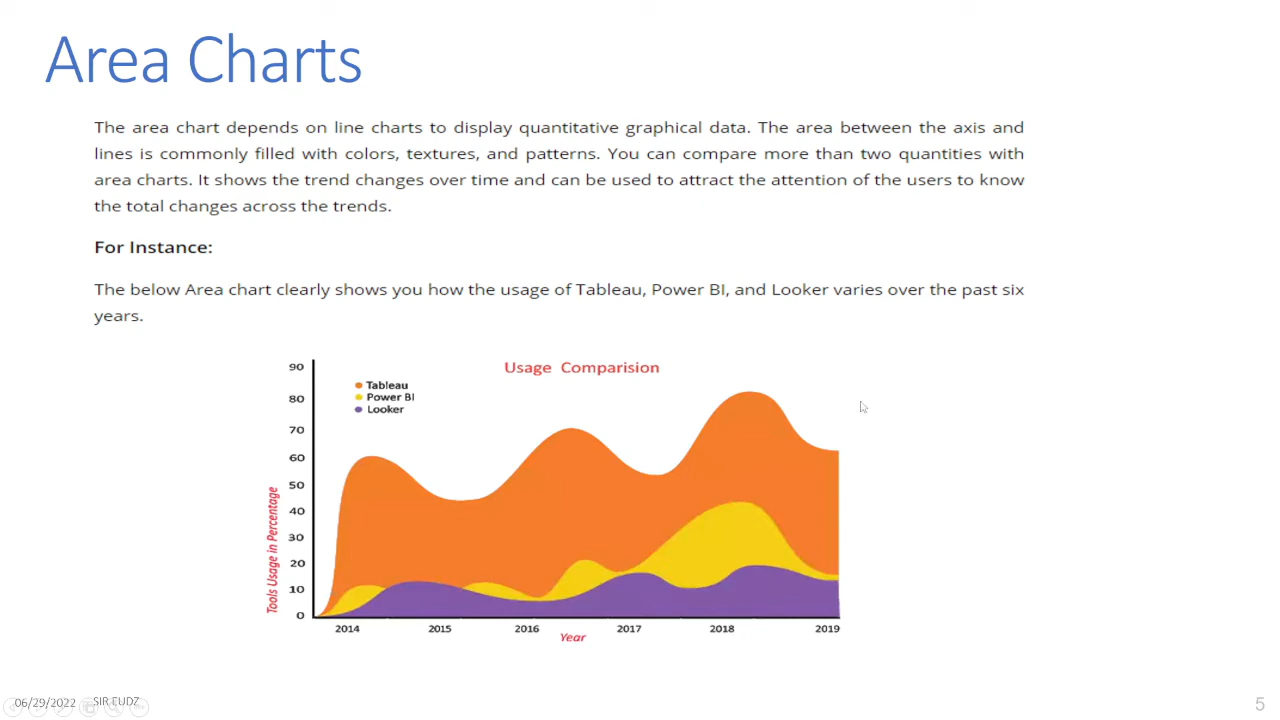 Area Charts
The area chart depends on line charts to display quantitative graphical data. The area between the axis and
lines is commonly filled with colors, textures, and patterns. You can compare more than two quantities with
area charts. It shows the trend changes over time and can be used to attract the attention of the users to know
the total changes across the trends.
For Instance:
The below Area chart clearly shows you how the usage of Tableau, Power BI, and Looker varies over the past six
years.
Usage Comparision
Tableau
Power BI
Looker
90
80
70
60
50
40
30
20
10
0
Tools Usage in Percentage
2014 2015 2016 2017 2018 2019
Year
06/29/2022 SIR EUDZ
5